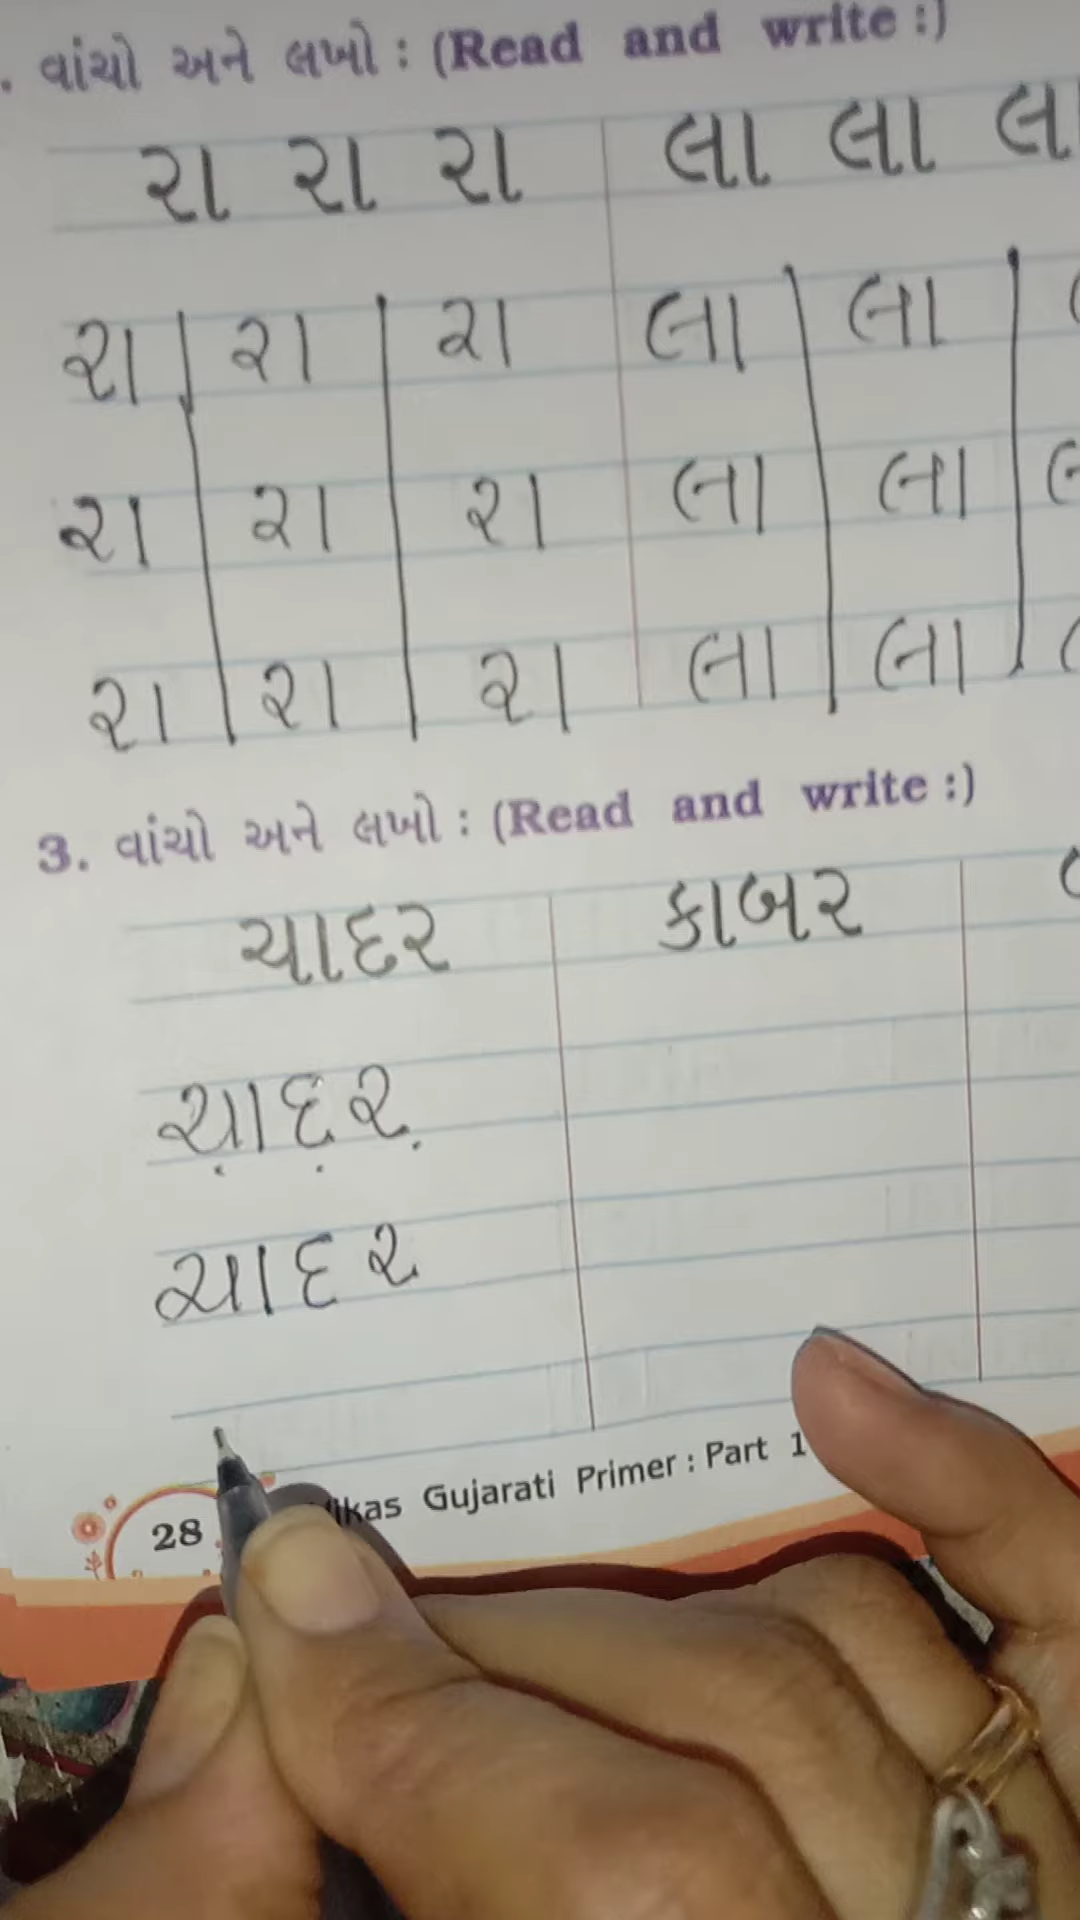 . વાંચો અને લખો : (Read and write :)
રા રા રા લા લા લા
રા રા રા લા લા
રા રા રા લા લા
રા રા રા લા લા
3. વાંચો અને લખો : (Read and write :)
ચાદર કાબર
ચાદર
ચાદર
28 Vikas Gujarati Primer : Part 1